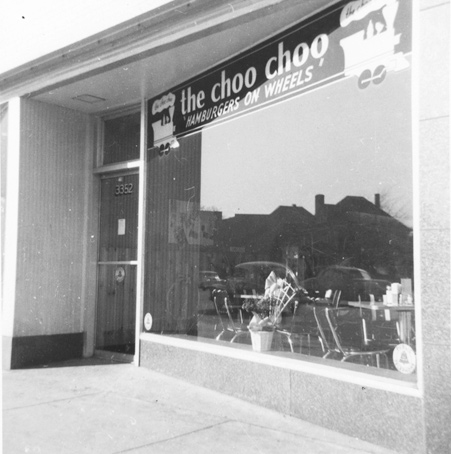 the choo choo
'HAMBURGERS ON WHEELS'
3352